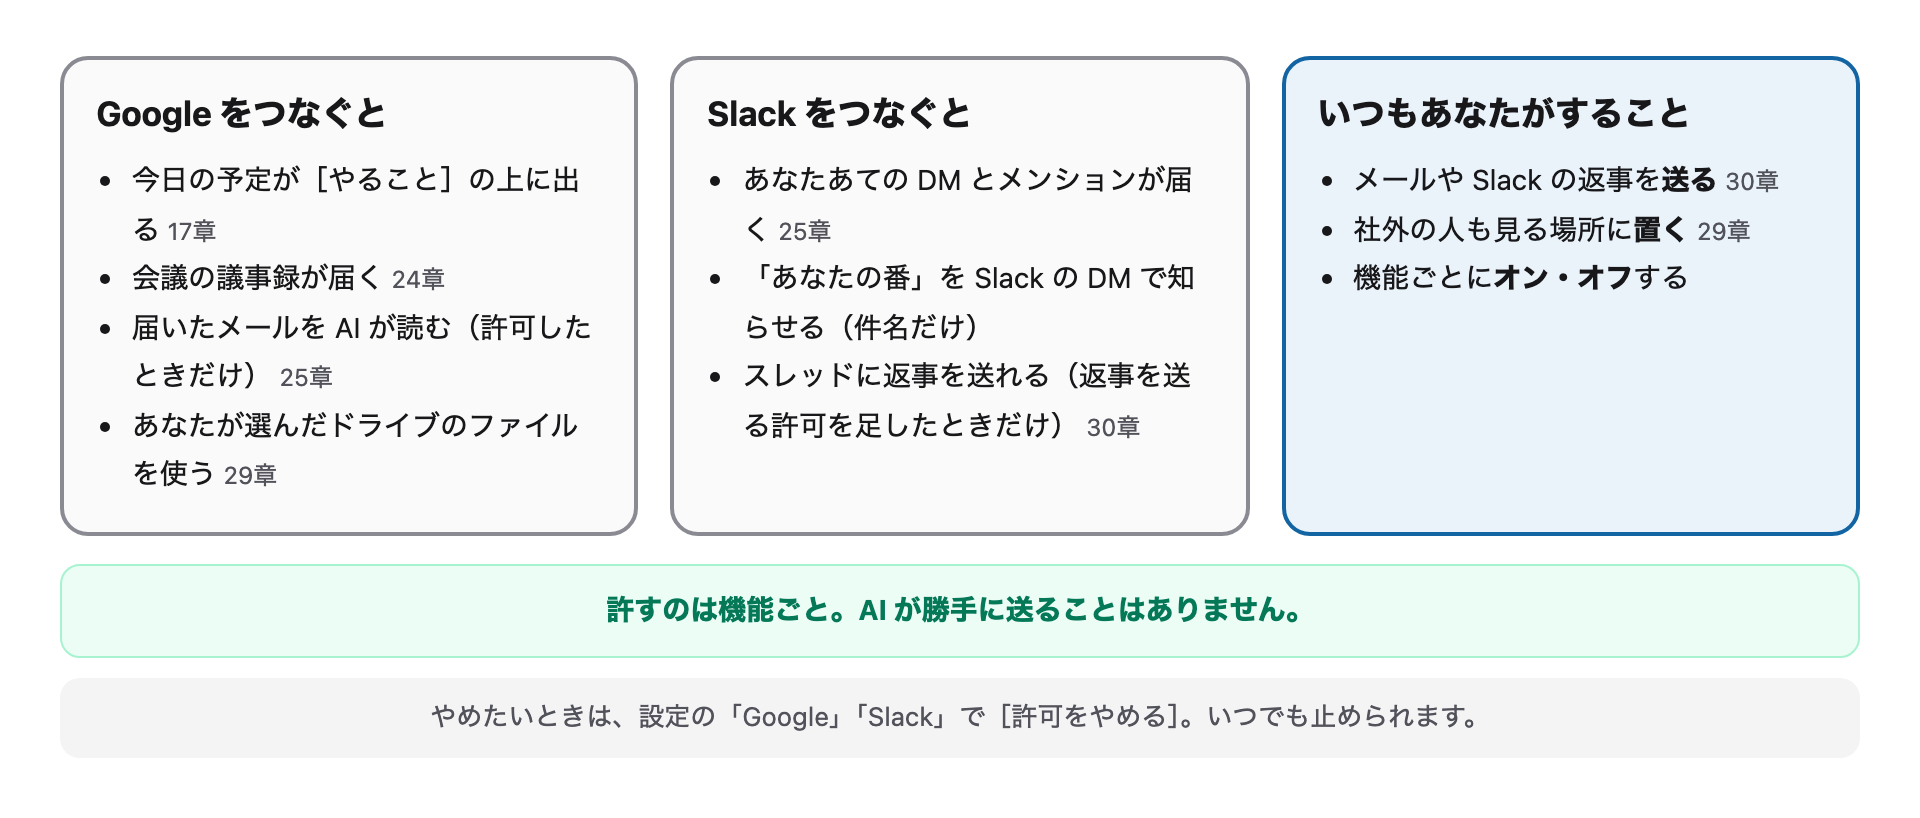 Google をつなぐと
今日の予定が［やること］の上に出
る 17章
会議の議事録が届く 24章
届いたメールを AI が読む（許可した
ときだけ） 25章
あなたが選んだドライブのファイル
を使う 29章
Slack をつなぐと
あなたあての DM とメンションが届
く 25章
「あなたの番」を Slack の DM で知
らせる（件名だけ）
スレッドに返事を送れる（返事を送
る許可を足したときだけ） 30章
いつもあなたがすること
メールや Slack の返事を送る 30章
社外の人も見る場所に置く 29章
機能ごとにオン・オフする
許すのは機能ごと。AI が勝手に送ることはありません。
やめたいときは、設定の「Google」「Slack」で［許可をやめる］。いつでも止められます。